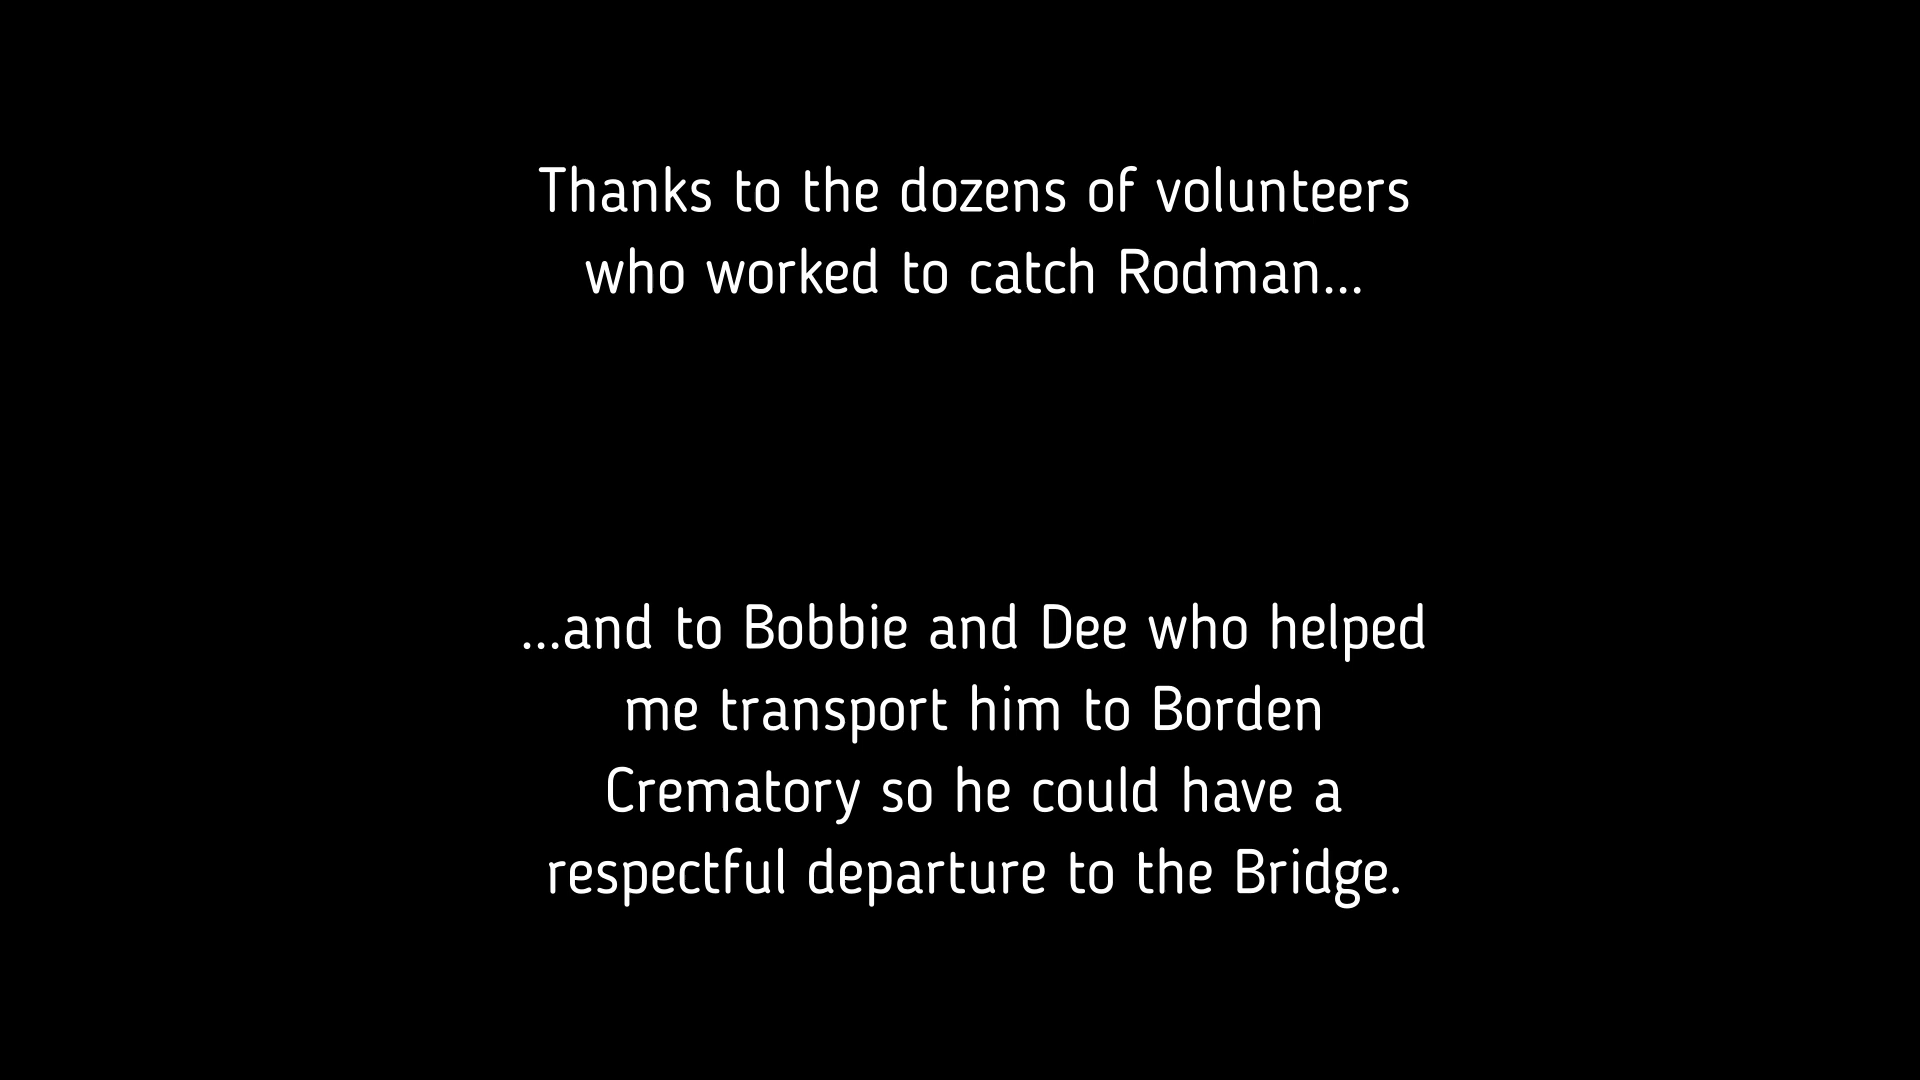 Thanks to the dozens of volunteers
who worked to catch Rodman...
...and to Bobbie and Dee who helped
me transport him to Borden
Crematory so he could have a
respectful departure to the Bridge.